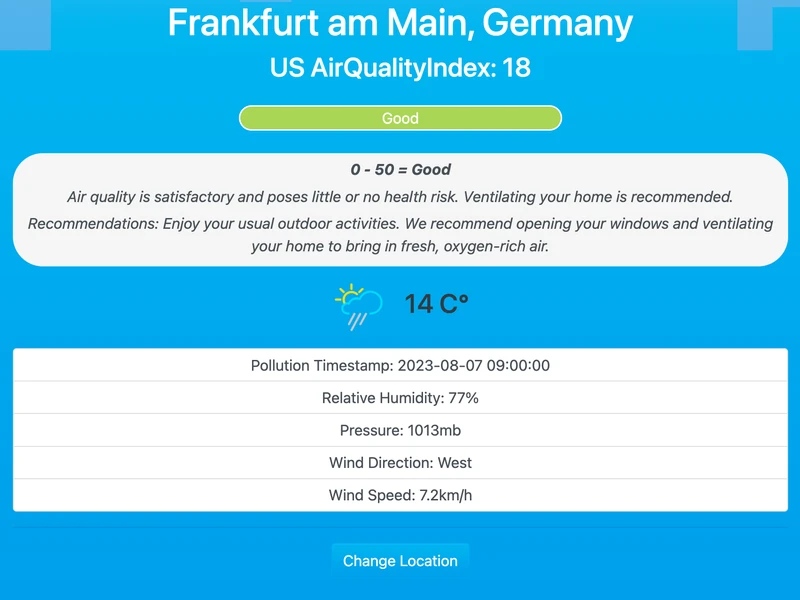 Frankfurt am Main, Germany
US AirQualityIndex: 18
Good
0 - 50 = Good
Air quality is satisfactory and poses little or no health risk. Ventilating your home is recommended.
Recommendations: Enjoy your usual outdoor activities. We recommend opening your windows and ventilating
your home to bring in fresh, oxygen-rich air.
14 C°
Pollution Timestamp: 2023-08-07 09:00:00
Relative Humidity: 77%
Pressure: 1013mb
Wind Direction: West
Wind Speed: 7.2km/h
Change Location